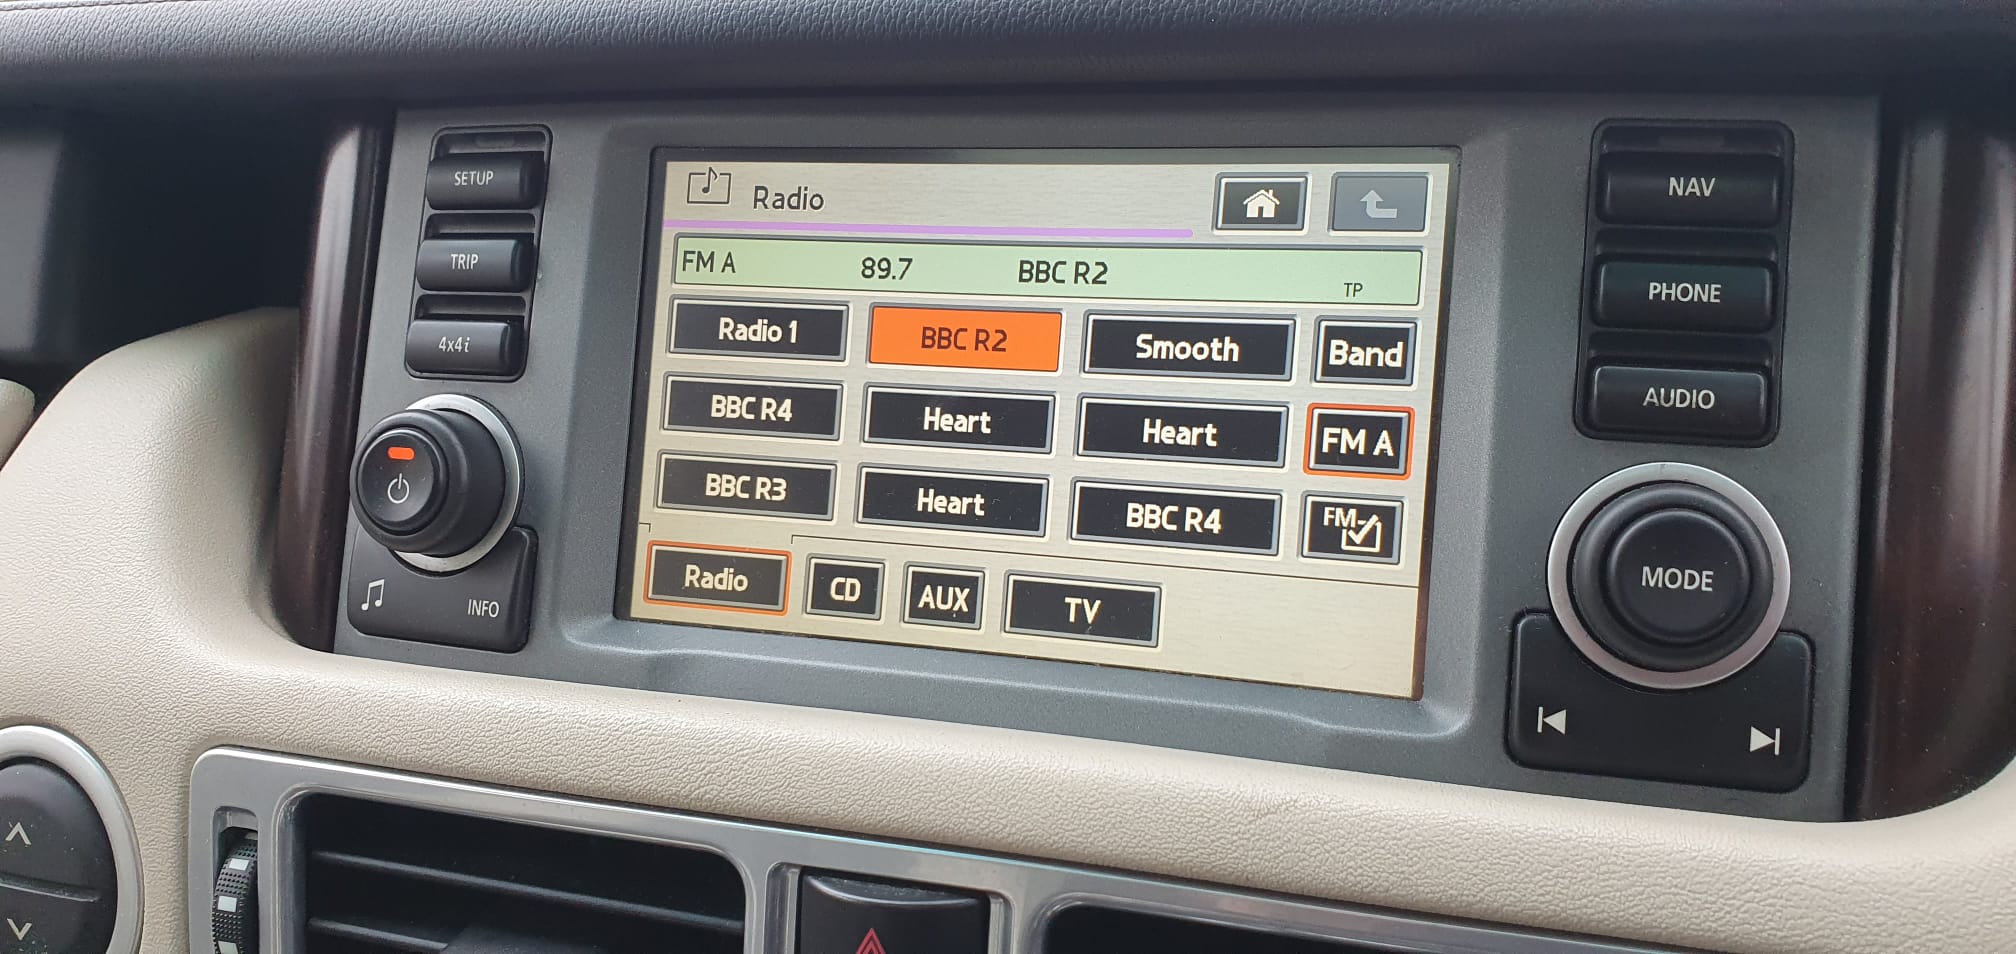 SETUP
TRIP
4x4i
INFO
Radio
FM A 89.7 BBC R2 TP
Radio 1 BBC R2 Smooth Band
BBC R4 Heart Heart FM A
BBC R3 Heart BBC R4 FM
Radio CD AUX TV
NAV
PHONE
AUDIO
MODE